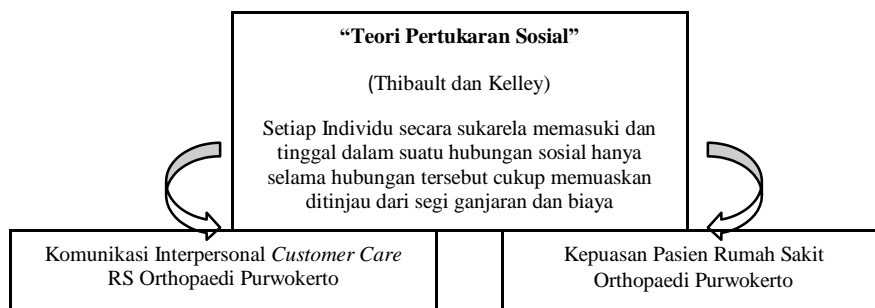 “Teori Pertukaran Sosial”
(Thibault dan Kelley)
Setiap Individu secara sukarela memasuki dan
tinggal dalam suatu hubungan sosial hanya
selama hubungan tersebut cukup memuaskan
ditinjau dari segi ganjaran dan biaya
Komunikasi Interpersonal Customer Care
RS Orthopaedi Purwokerto
Kepuasan Pasien Rumah Sakit
Orthopaedi Purwokerto